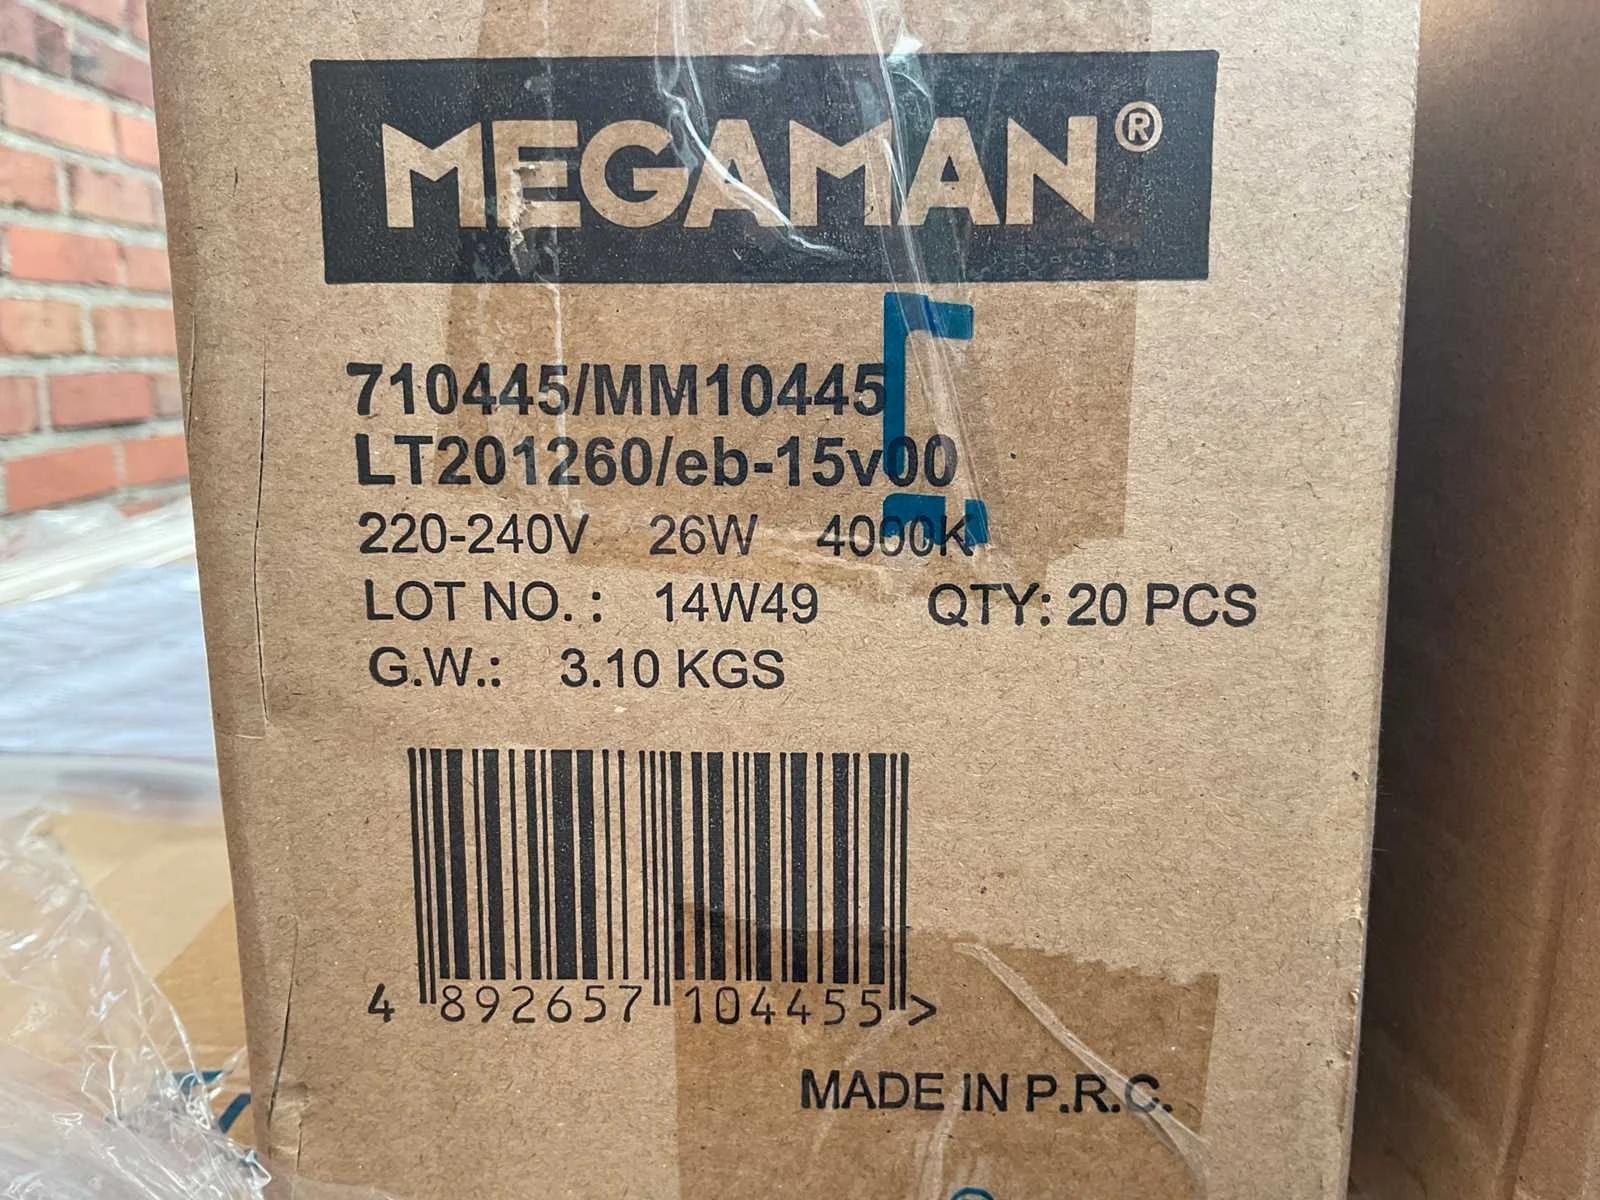 MEGAMAN®
710445/MM10445
LT201260/eb-15v00
220-240V 26W 4000K
LOT NO.: 14W49 QTY: 20 PCS
G.W.: 3.10 KGS
4 892657 104455 >
MADE IN P.R.C.